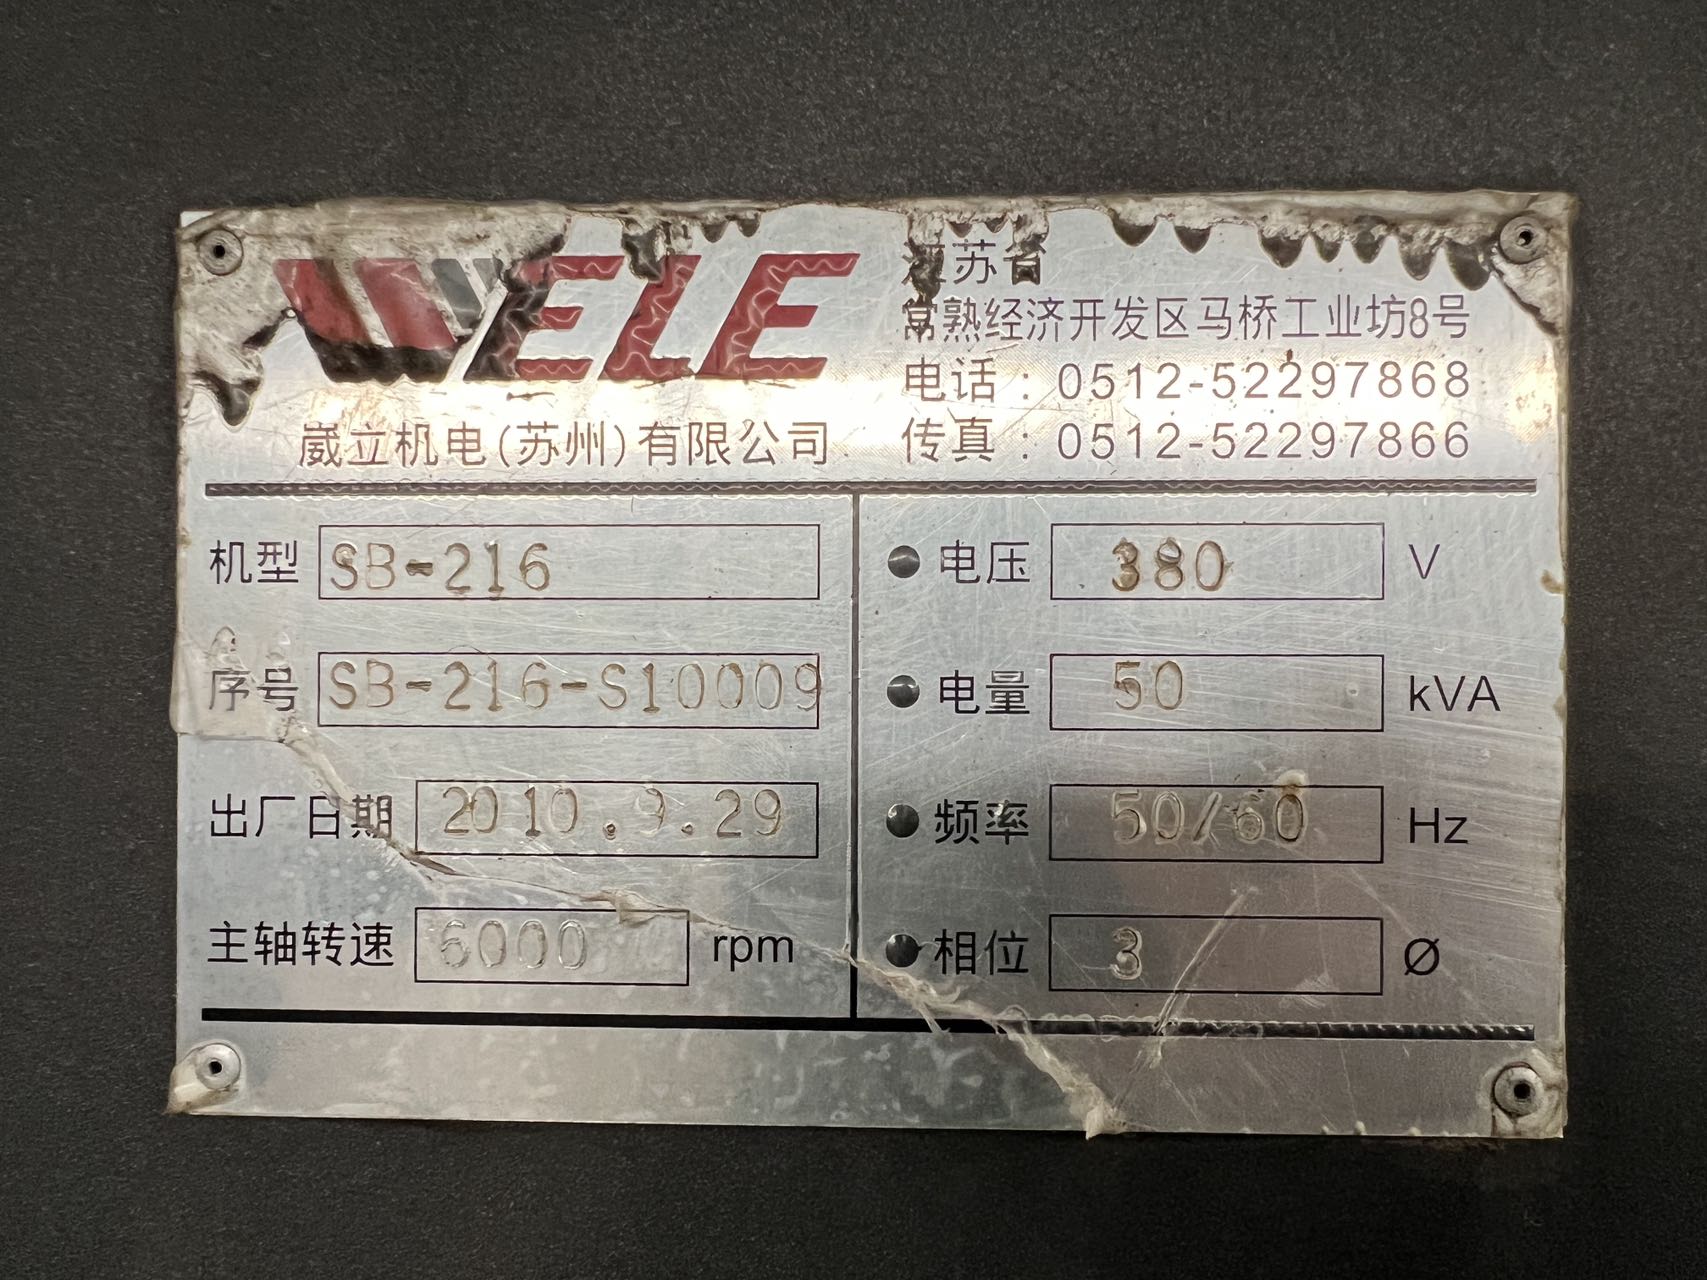 WELE
崴立机电(苏州)有限公司
江苏省
常熟经济开发区马桥工业坊8号
电话：0512-52297868
传真：0512-52297866
机型 SB-216
序号 SB-216-S10009
出厂日期 2010.9.29
主轴转速 6000 rpm
电压 380 V
电量 50 kVA
频率 50/60 Hz
相位 3 Ø